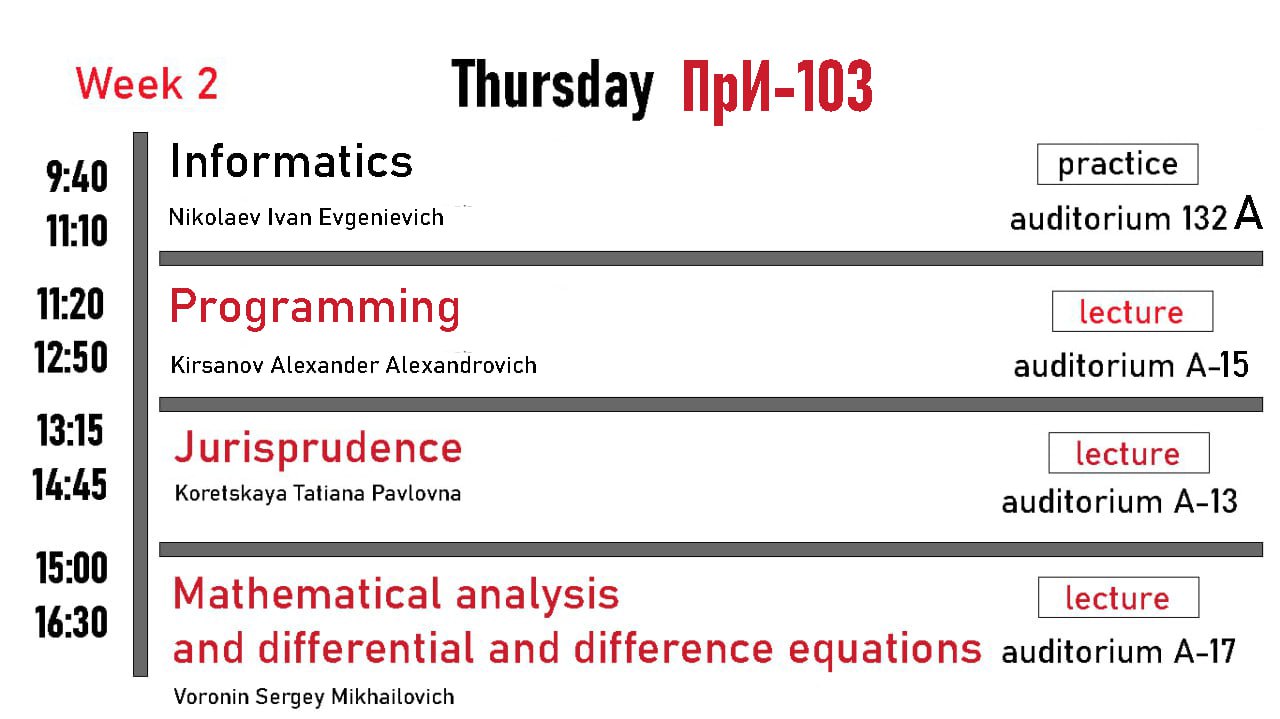 Week 2
Thursday ПрИ-103
9:40
11:10
Informatics
Nikolaev Ivan Evgenievich
practice
auditorium 132 A
11:20
12:50
Programming
Kirsanov Alexander Alexandrovich
lecture
auditorium A-15
13:15
14:45
Jurisprudence
Koretskaya Tatiana Pavlovna
lecture
auditorium A-13
15:00
16:30
Mathematical analysis
and differential and difference equations
Voronin Sergey Mikhailovich
lecture
auditorium A-17